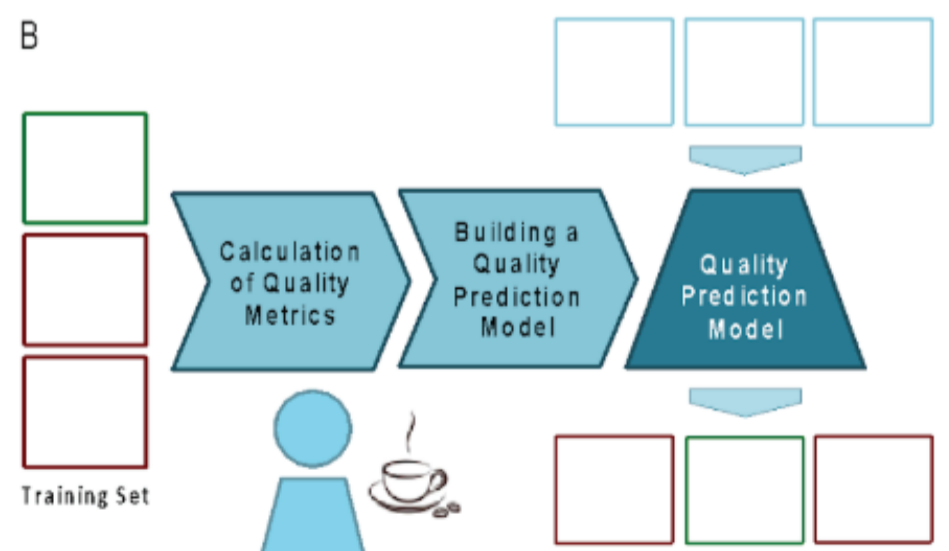 B
Calculation
of Quality
Metrics
Building a
Quality
Prediction
Model
Quality
Prediction
Model
Training Set